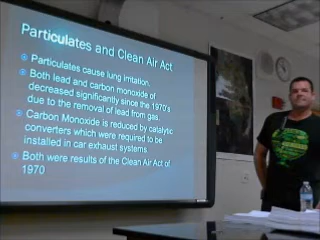 Particulates and Clean Air Act
Particulates cause lung irritation.
Both lead and carbon monoxide of
decreased significantly since the 1970's
due to the removal of lead from gas.
Carbon Monoxide is reduced by catalytic
converters which were required to be
installed in car exhaust systems
Both were results of the Clean Air Act of
1970